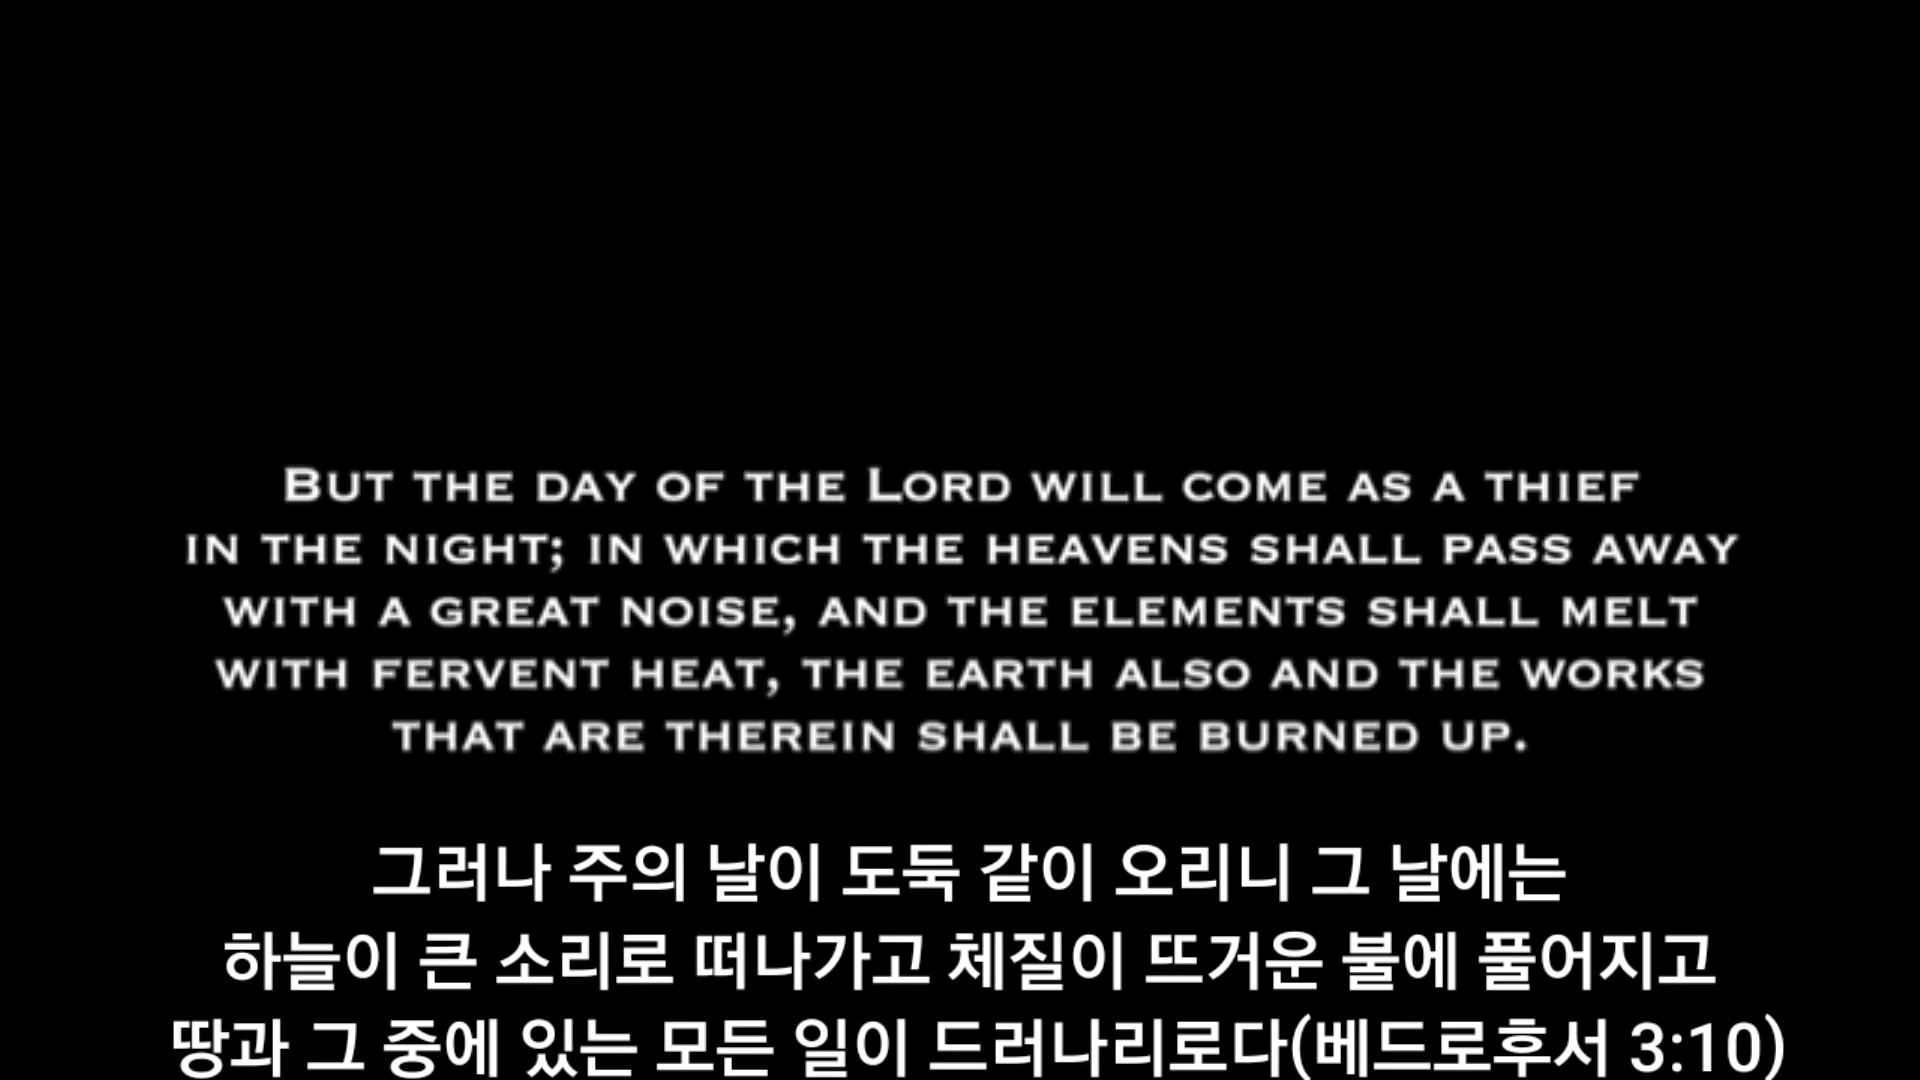 But the day of the Lord will come as a thief
in the night; in which the heavens shall pass away
with a great noise, and the elements shall melt
with fervent heat, the earth also and the works
that are therein shall be burned up.
그러나 주의 날이 도둑 같이 오리니 그 날에는
하늘이 큰 소리로 떠나가고 체질이 뜨거운 불에 풀어지고
땅과 그 중에 있는 모든 일이 드러나리로다(베드로후서 3:10)